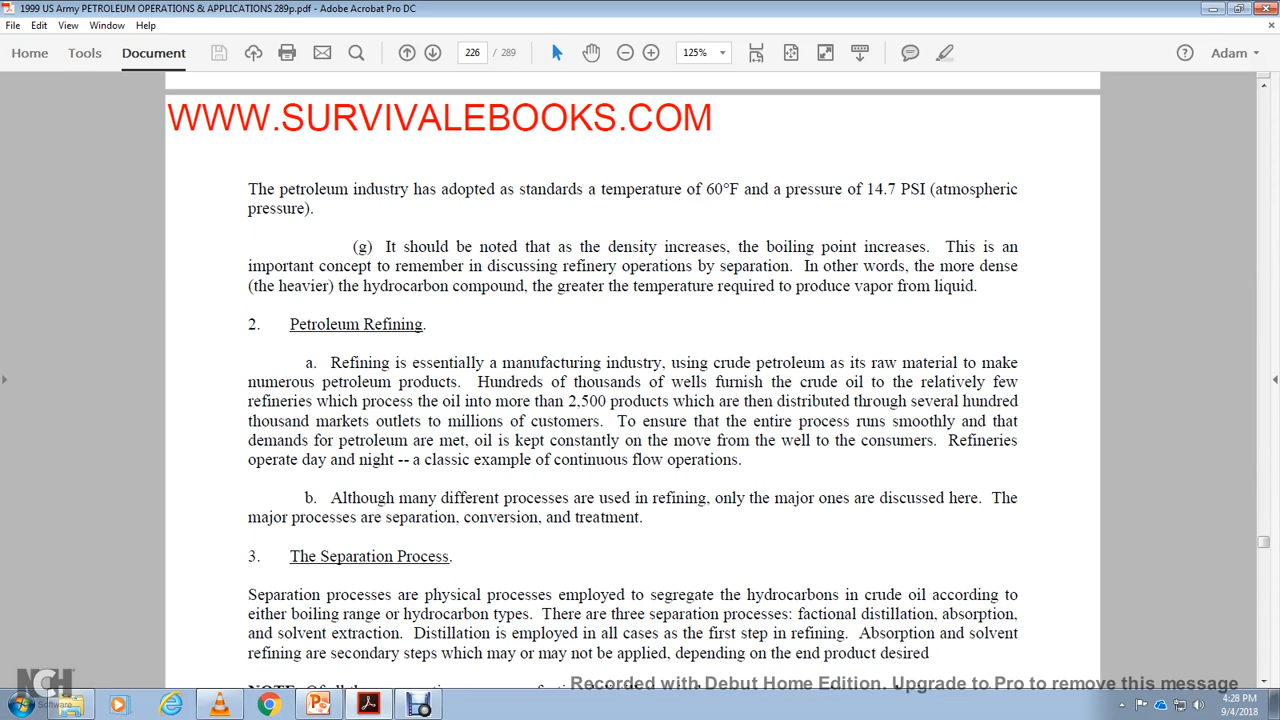 1999 US Army PETROLEUM OPERATIONS & APPLICATIONS 289p.pdf - Adobe Acrobat Pro DC
File Edit View Window Help
Home Tools Document 226 / 289 125% Adam
WWW.SURVIVALEBOOKS.COM
The petroleum industry has adopted as standards a temperature of 60°F and a pressure of 14.7 PSI (atmospheric
pressure).
(g) It should be noted that as the density increases, the boiling point increases. This is an
important concept to remember in discussing refinery operations by separation. In other words, the more dense
(the heavier) the hydrocarbon compound, the greater the temperature required to produce vapor from liquid.
2. Petroleum Refining.
a. Refining is essentially a manufacturing industry, using crude petroleum as its raw material to make
numerous petroleum products. Hundreds of thousands of wells furnish the crude oil to the relatively few
refineries which process the oil into more than 2,500 products which are then distributed through several hundred
thousand markets outlets to millions of customers. To ensure that the entire process runs smoothly and that
demands for petroleum are met, oil is kept constantly on the move from the well to the consumers. Refineries
operate day and night -- a classic example of continuous flow operations.
b. Although many different processes are used in refining, only the major ones are discussed here. The
major processes are separation, conversion, and treatment.
3. The Separation Process.
Separation processes are physical processes employed to segregate the hydrocarbons in crude oil according to
either boiling range or hydrocarbon types. There are three separation processes: factional distillation, absorption,
and solvent extraction. Distillation is employed in all cases as the first step in refining. Absorption and solvent
refining are secondary steps which may or may not be applied, depending on the end product desired
Recorded with Debut Home Edition. Upgrade to Pro to remove this message
NCH
Software
4:28 PM
9/4/2018